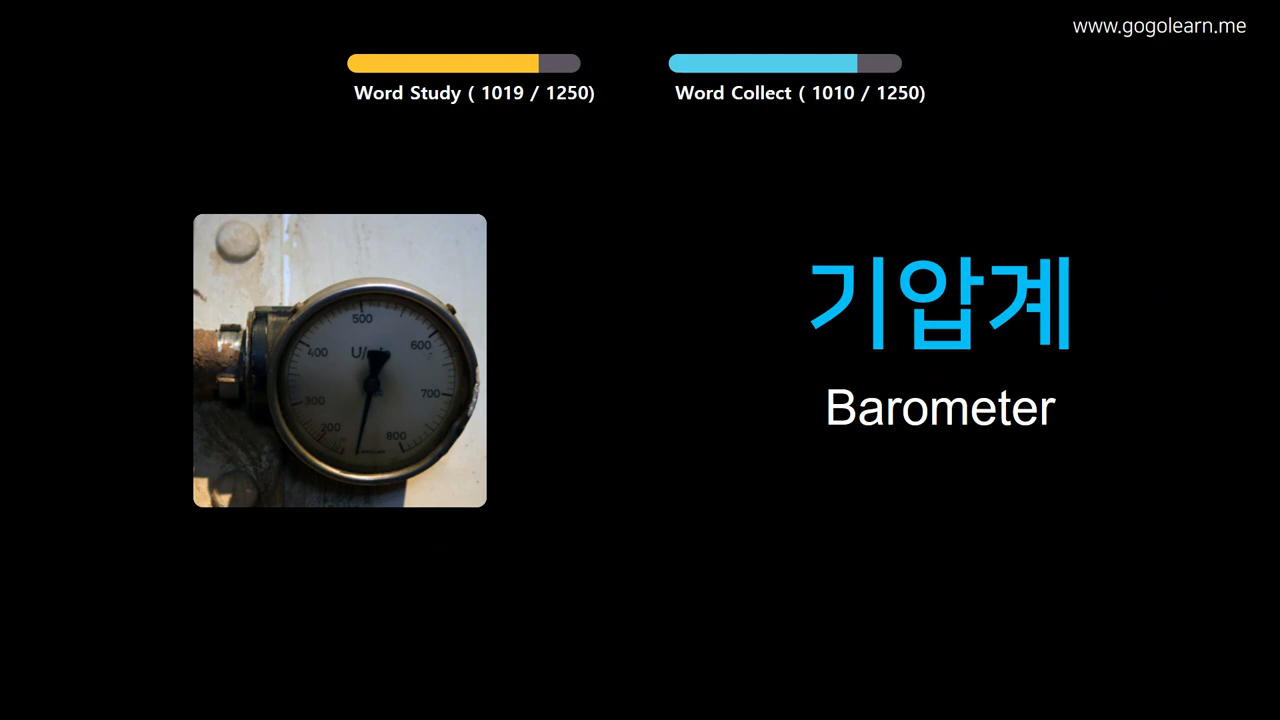 www.gogolearn.me
Word Study ( 1019 / 1250)
Word Collect ( 1010 / 1250)
500
400
600
300
700
200
800
기압계
Barometer